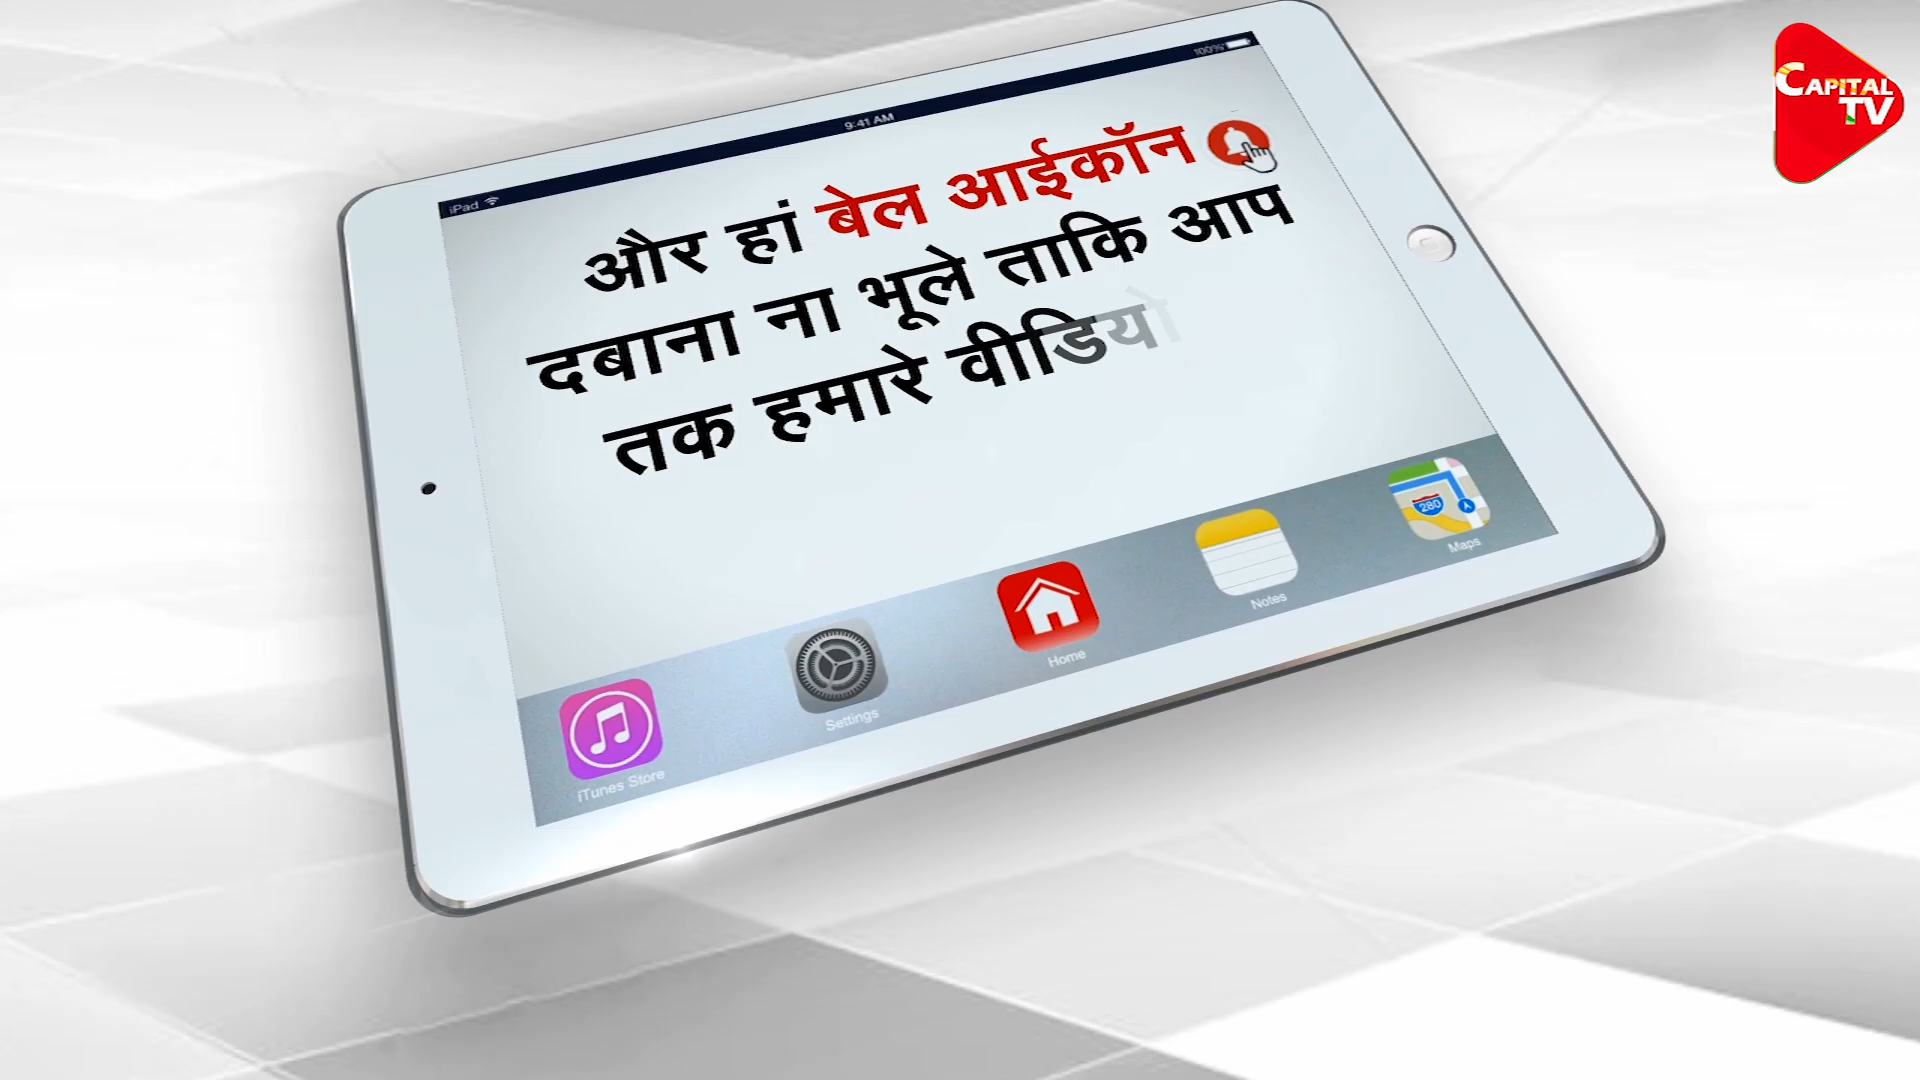 CAPITAL
TV
iPad
9:41 AM
100%
और हां बेल आईकॉन
दबाना ना भूले ताकि आप
तक हमारे वीडियो
iTunes Store
Settings
Home
Notes
280
Maps